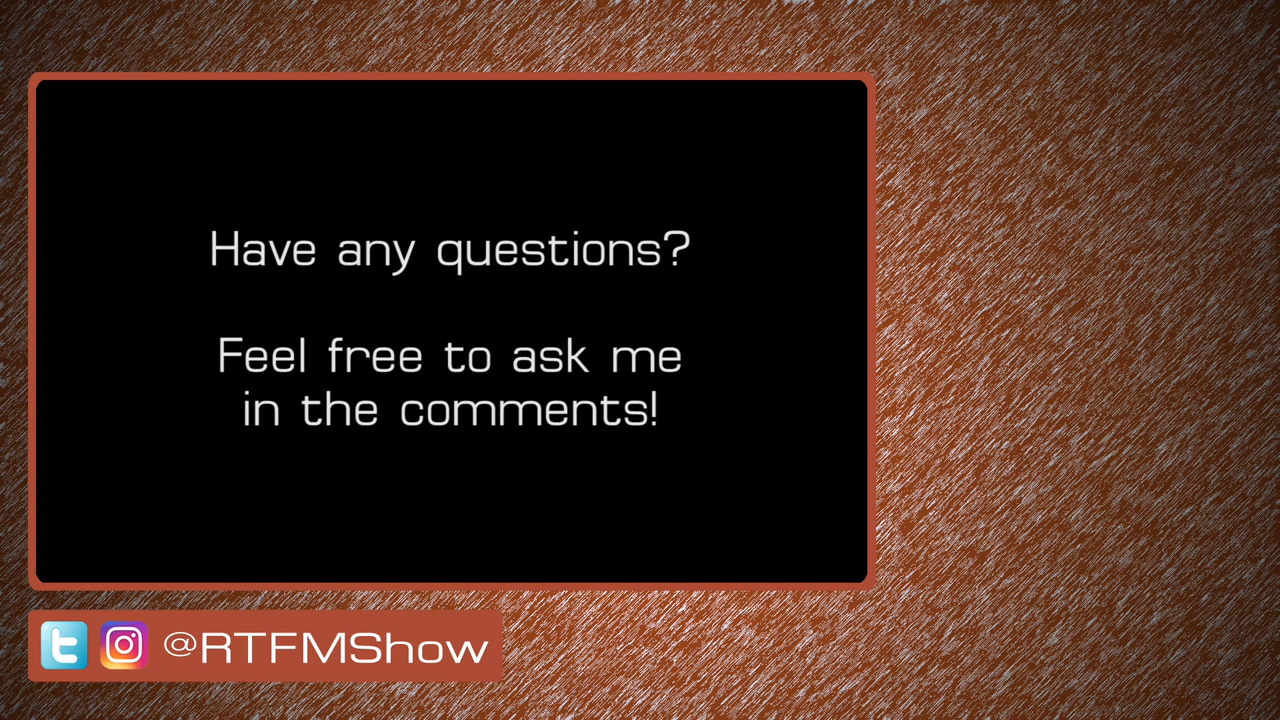 Have any questions?
Feel free to ask me
in the comments!
@RTFMShow